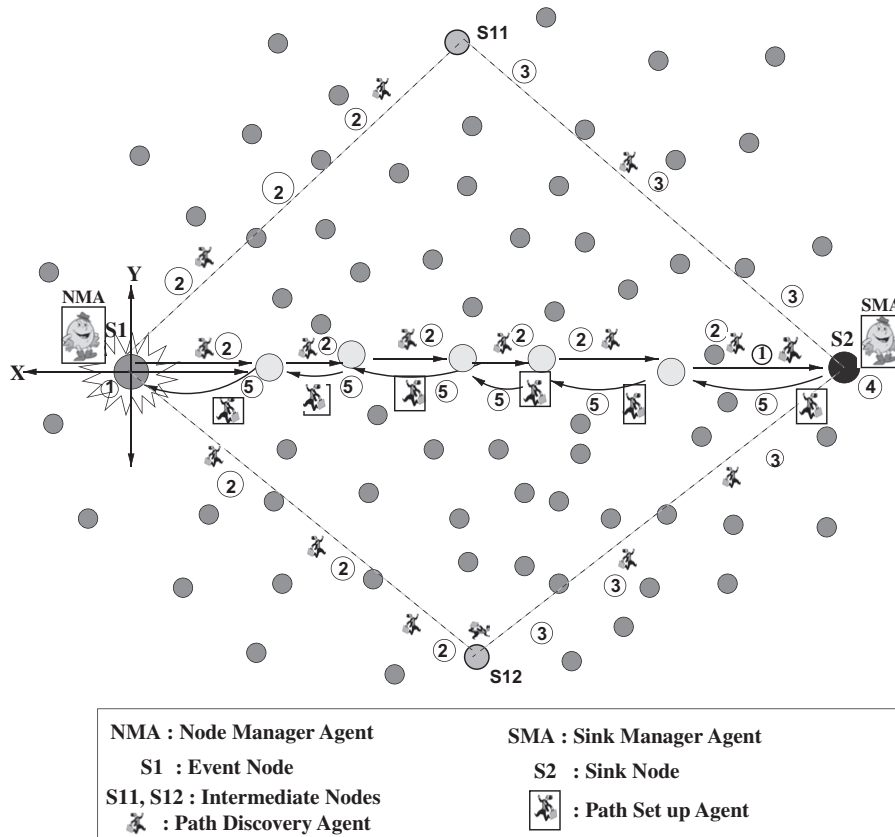 S11
3
2
2
3
2
3
Y
NMA
S1
SMA
S2
2
2
2
2
2
2
1
X
1
5
5
5
5
5
5
4
2
3
2
3
2
3
S12
NMA : Node Manager Agent
SMA : Sink Manager Agent
S1 : Event Node
S2 : Sink Node
S11, S12 : Intermediate Nodes
: Path Set up Agent
: Path Discovery Agent